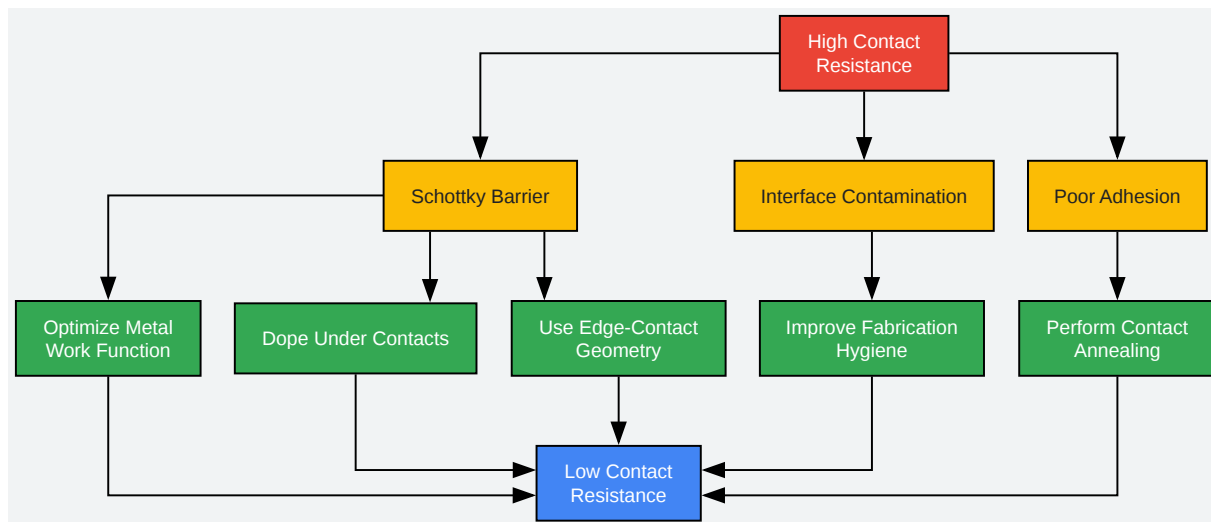 High Contact
Resistance
Schottky Barrier
Interface Contamination
Poor Adhesion
Optimize Metal
Work Function
Dope Under Contacts
Use Edge-Contact
Geometry
Improve Fabrication
Hygiene
Perform Contact
Annealing
Low Contact
Resistance